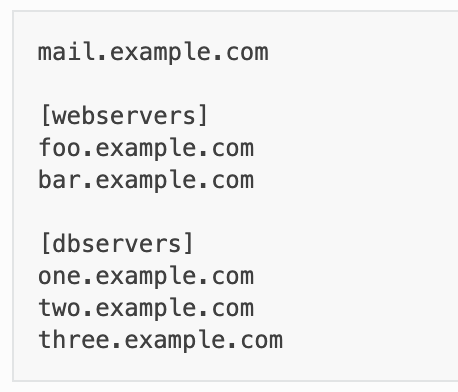 mail.example.com
[webservers]
foo.example.com
bar.example.com
[dbservers]
one.example.com
two.example.com
three.example.com